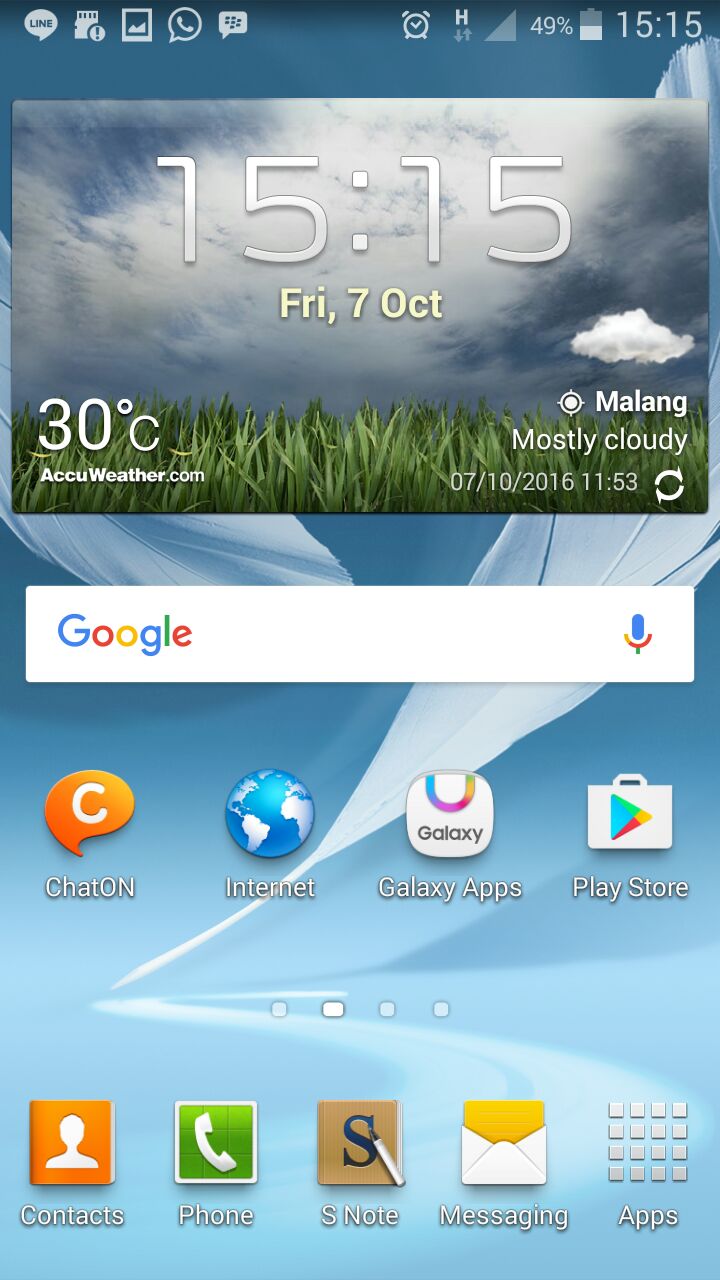 LINE
H
49%
15:15
15:15
Fri, 7 Oct
30°C
AccuWeather.com
Malang
Mostly cloudy
07/10/2016 11:53
Google
C
Galaxy
ChatON
Internet
Galaxy Apps
Play Store
S
Contacts
Phone
S Note
Messaging
Apps